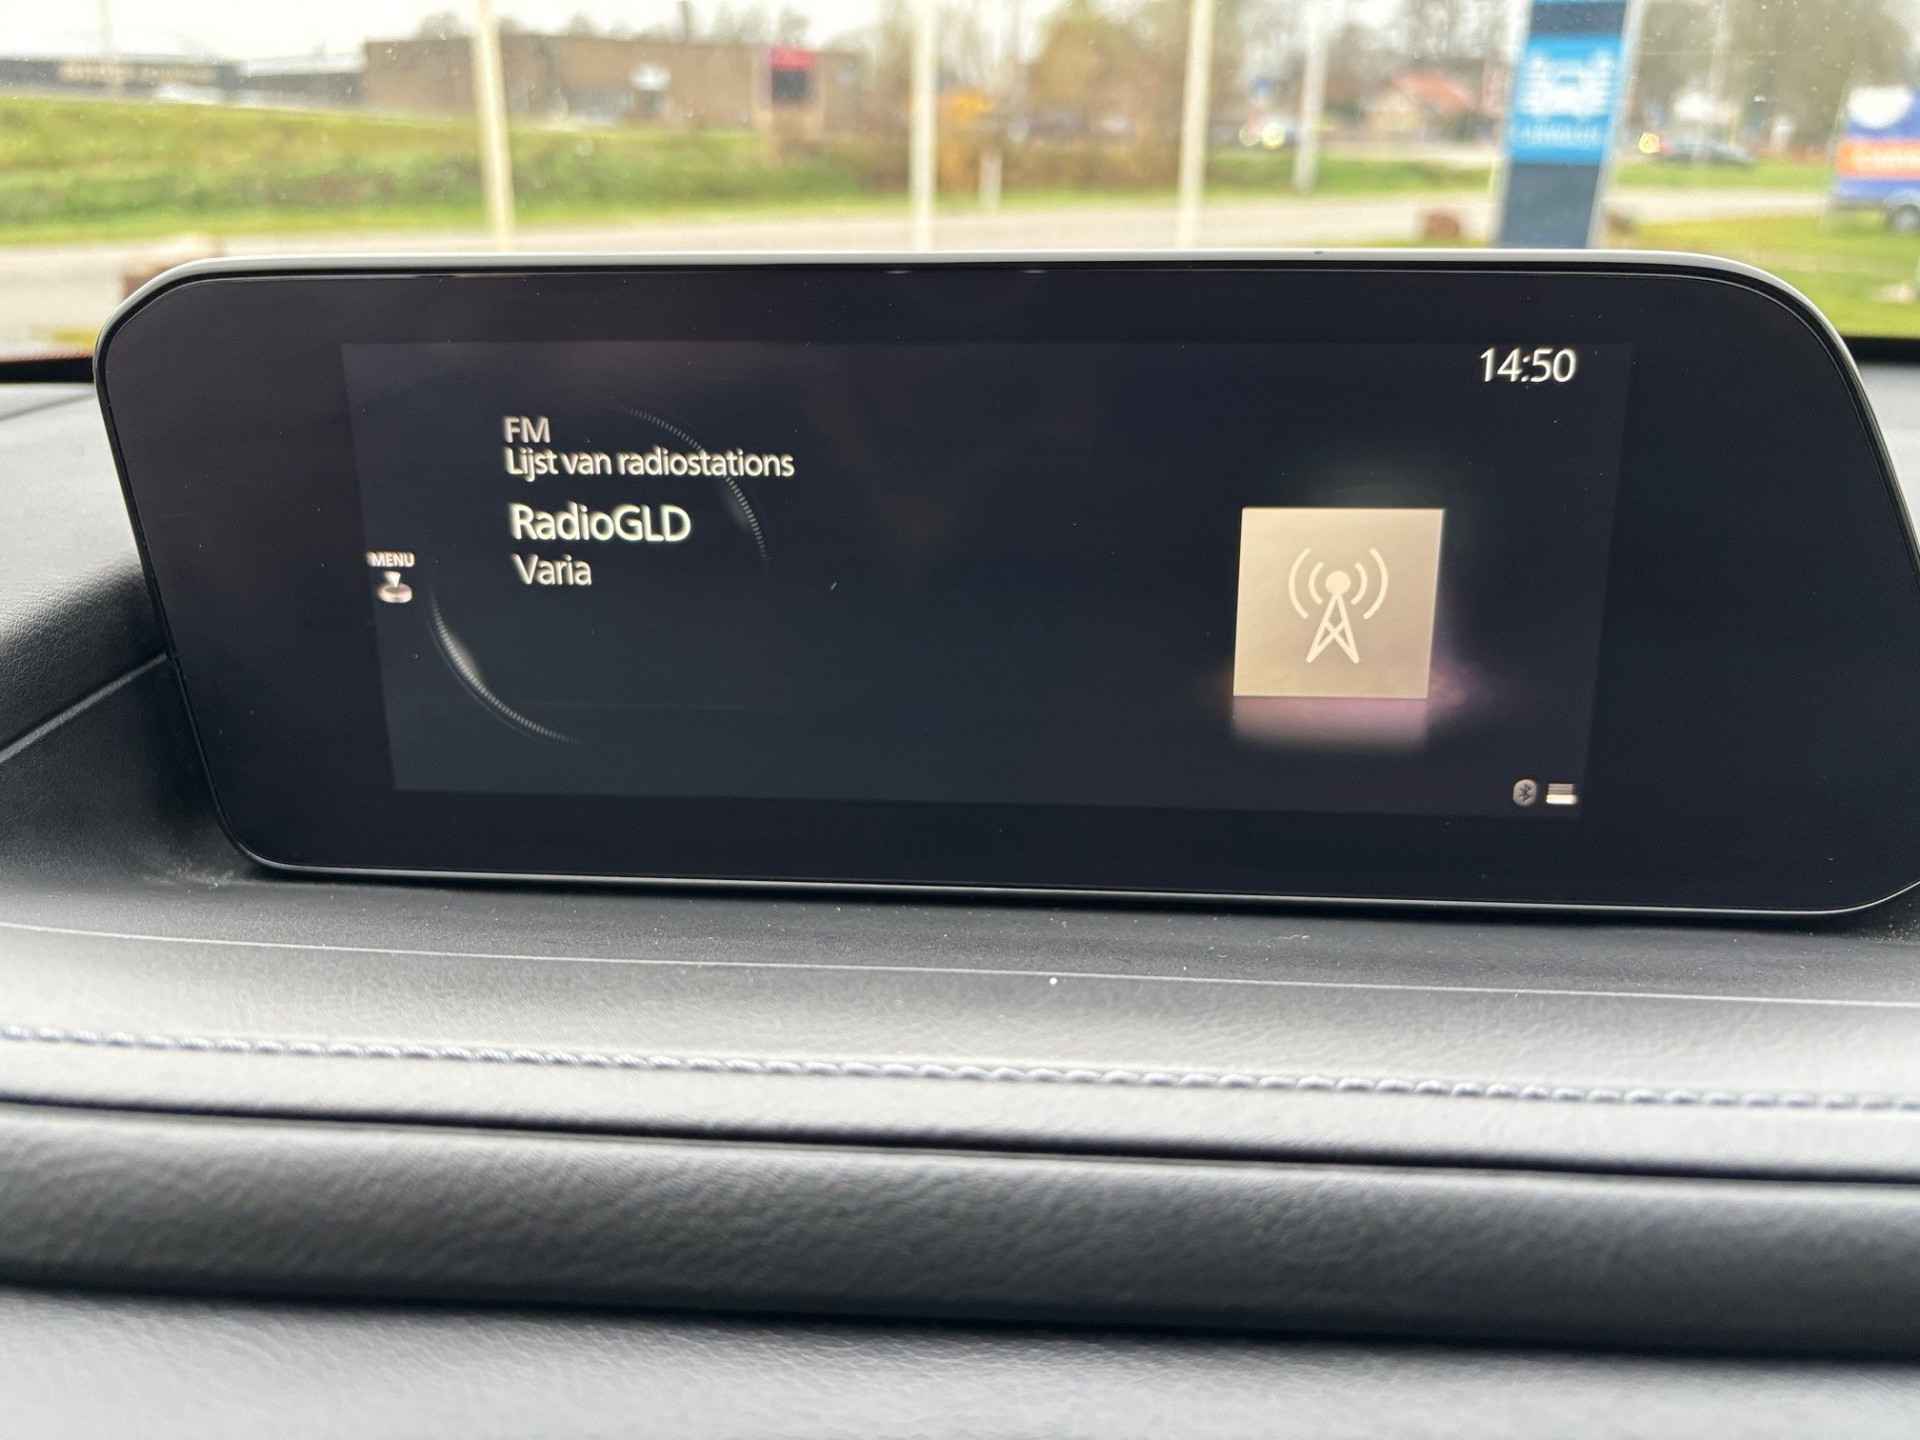 14:50
FM
Lijst van radiostations
RadioGLD
Varia
MENU